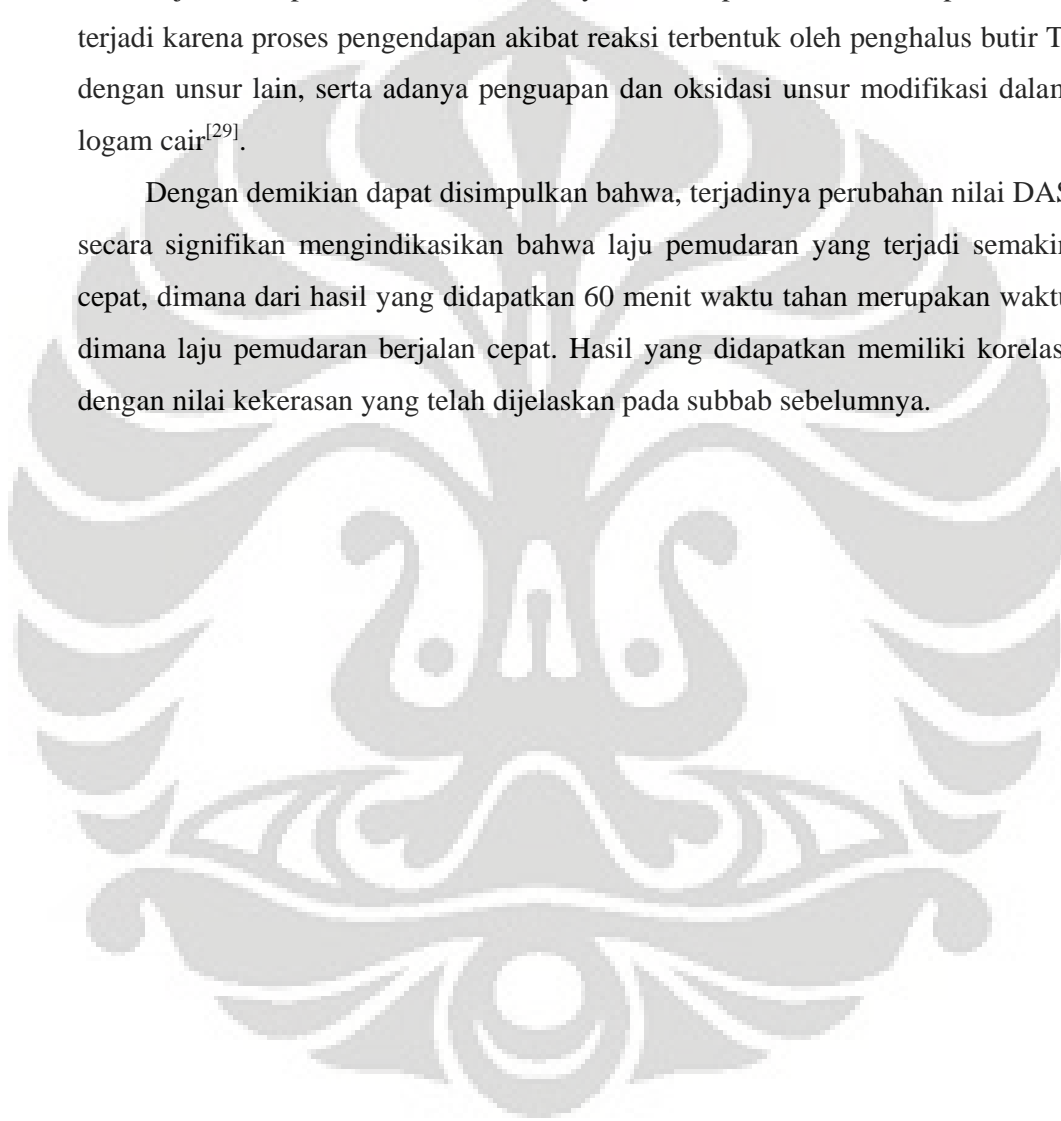 terjadi karena proses pengendapan akibat reaksi terbentuk oleh penghalus butir T
dengan unsur lain, serta adanya penguapan dan oksidasi unsur modifikasi dalam
logam cair[29].
Dengan demikian dapat disimpulkan bahwa, terjadinya perubahan nilai DAS
secara signifikan mengindikasikan bahwa laju pemudaran yang terjadi semakin
cepat, dimana dari hasil yang didapatkan 60 menit waktu tahan merupakan waktu
dimana laju pemudaran berjalan cepat. Hasil yang didapatkan memiliki korelasi
dengan nilai kekerasan yang telah dijelaskan pada subbab sebelumnya.